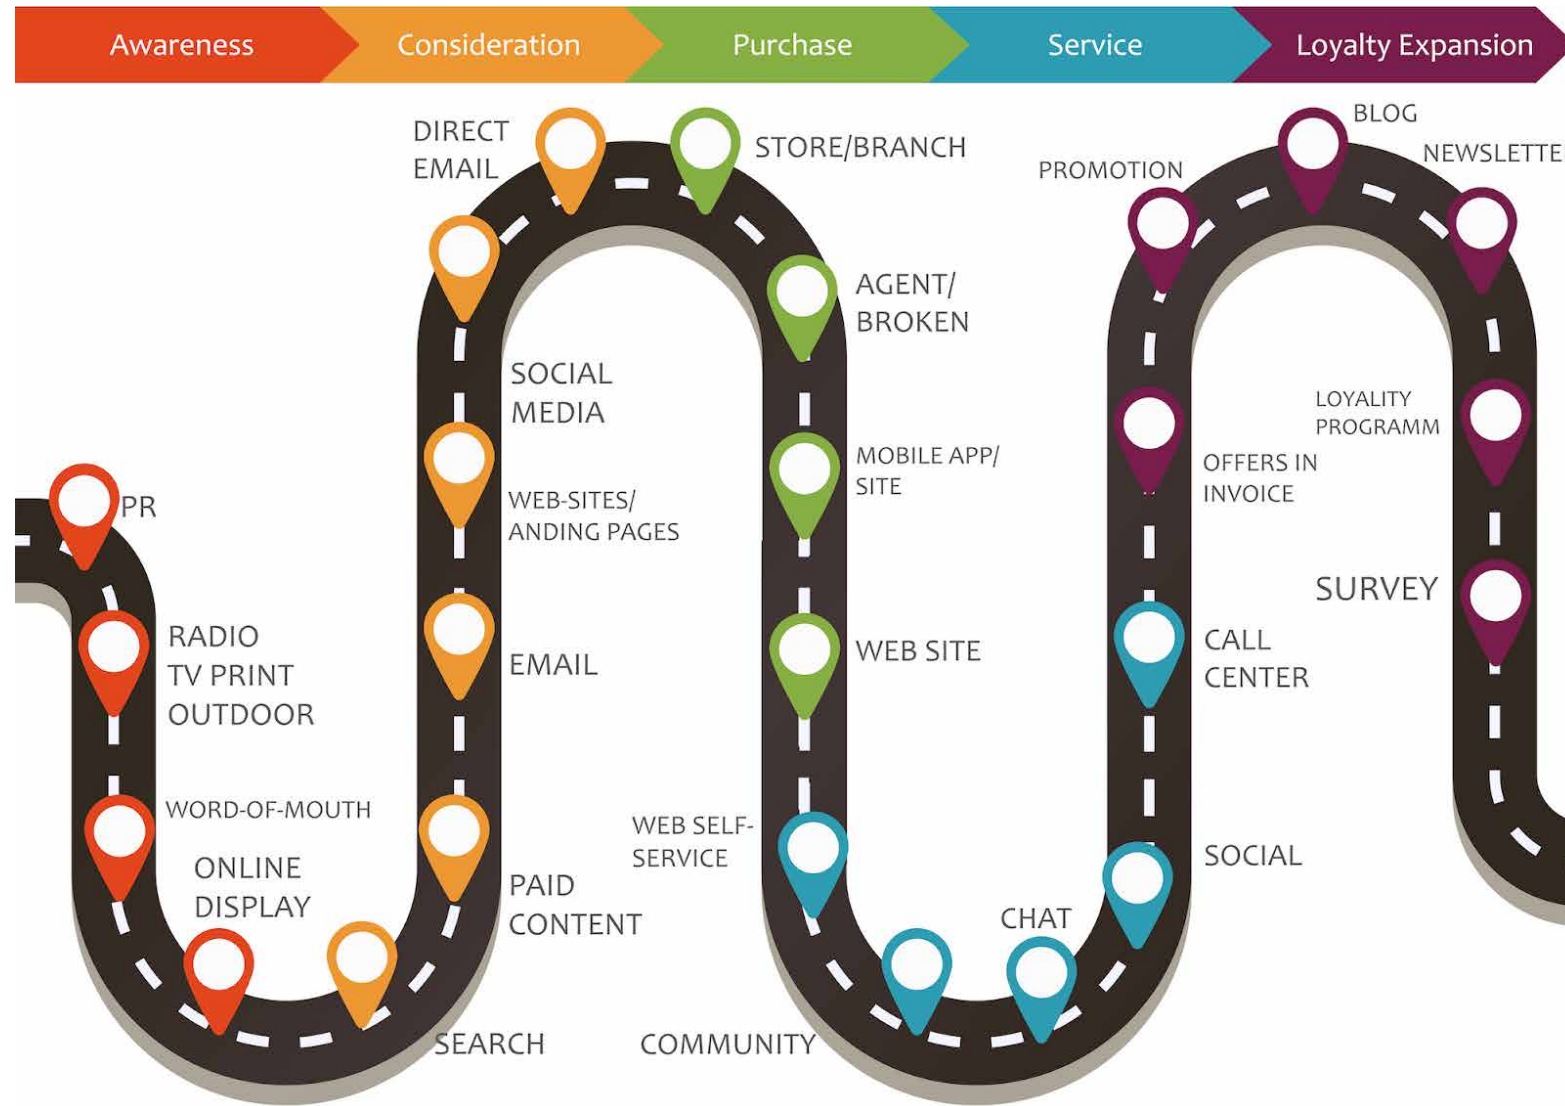 Awareness
Consideration
Purchase
Service
Loyalty Expansion
PR
RADIO
TV PRINT
OUTDOOR
WORD-OF-MOUTH
ONLINE
DISPLAY
SEARCH
PAID
CONTENT
EMAIL
WEB-SITES/
ANDING PAGES
SOCIAL
MEDIA
DIRECT
EMAIL
STORE/BRANCH
AGENT/
BROKEN
MOBILE APP/
SITE
WEB SITE
WEB SELF-
SERVICE
COMMUNITY
CHAT
SOCIAL
CALL
CENTER
OFFERS IN
INVOICE
PROMOTION
BLOG
NEWSLETTE
LOYALITY
PROGRAMM
SURVEY